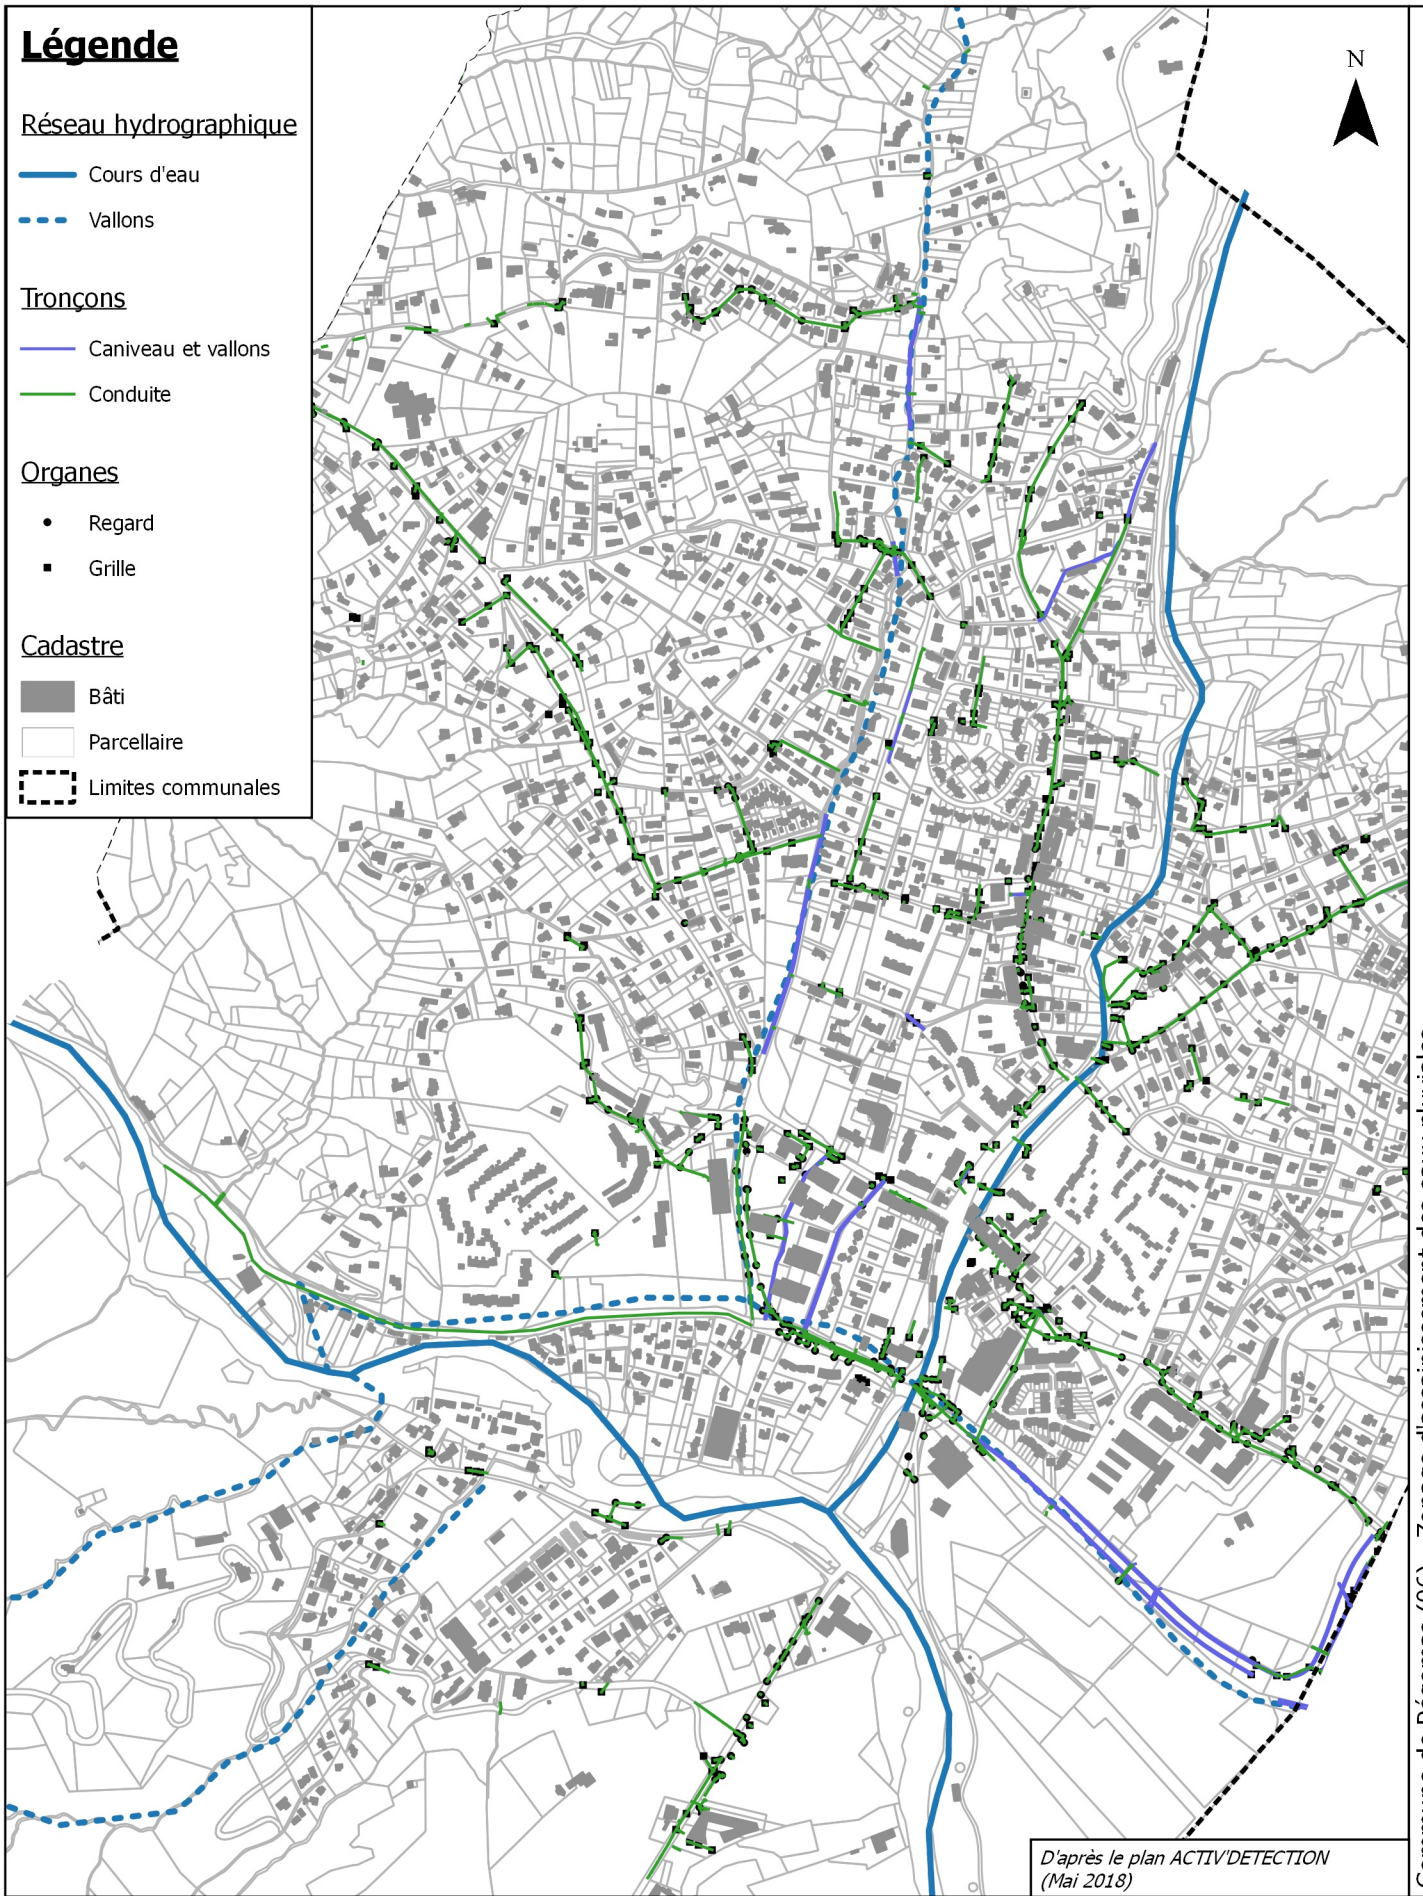 Légende
Réseau hydrographique
Cours d'eau
Vallons
Tronçons
Caniveau et vallons
Conduite
Organes
Regard
Grille
Cadastre
Bâti
Parcellaire
Limites communales
N
D'après le plan ACTIV'DETECTION
(Mai 2018)